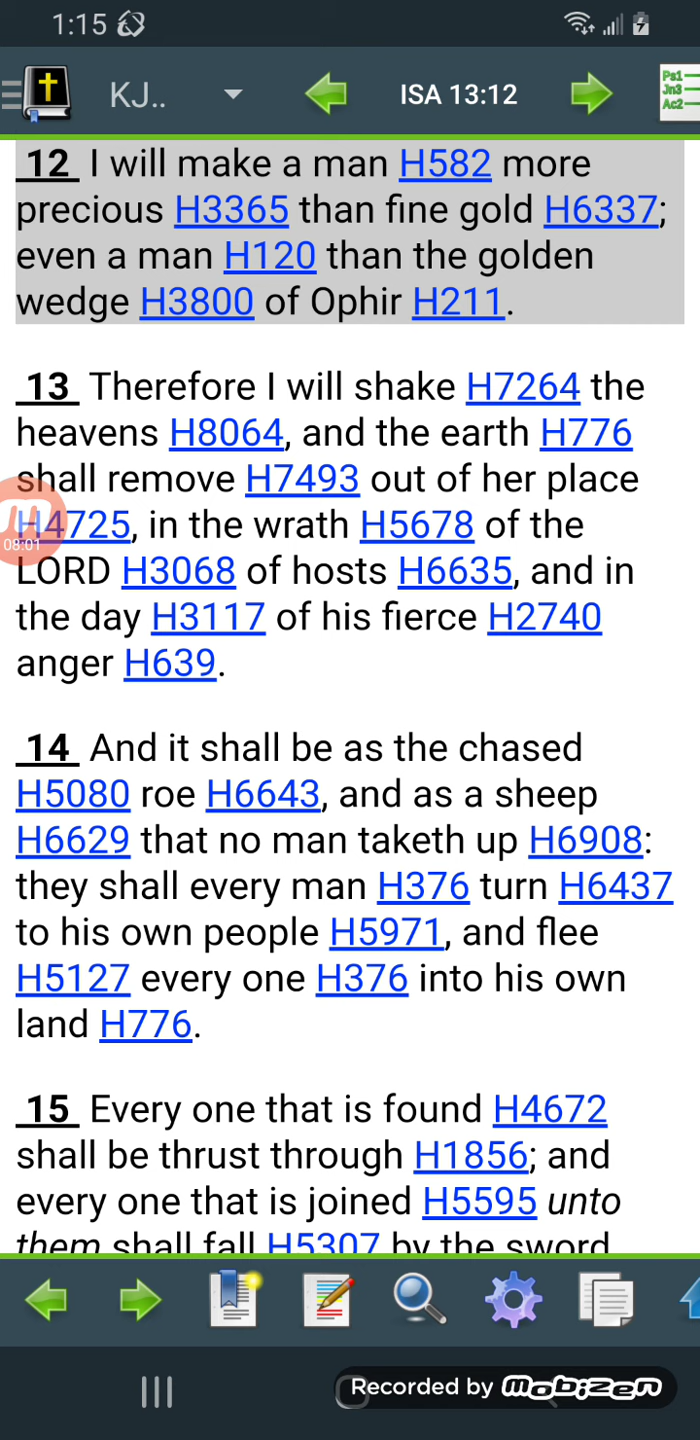 1:15
KJ.. ISA 13:12 Ps1
Jn3
Ac2
12 I will make a man H582 more
precious H3365 than fine gold H6337;
even a man H120 than the golden
wedge H3800 of Ophir H211.
13 Therefore I will shake H7264 the
heavens H8064, and the earth H776
shall remove H7493 out of her place
H4725, in the wrath H5678 of the
08:01
LORD H3068 of hosts H6635, and in
the day H3117 of his fierce H2740
anger H639.
14 And it shall be as the chased
H5080 roe H6643, and as a sheep
H6629 that no man taketh up H6908:
they shall every man H376 turn H6437
to his own people H5971, and flee
H5127 every one H376 into his own
land H776.
15 Every one that is found H4672
shall be thrust through H1856; and
every one that is joined H5595 unto
them shall fall H5307 by the sword
Recorded by Mobizen